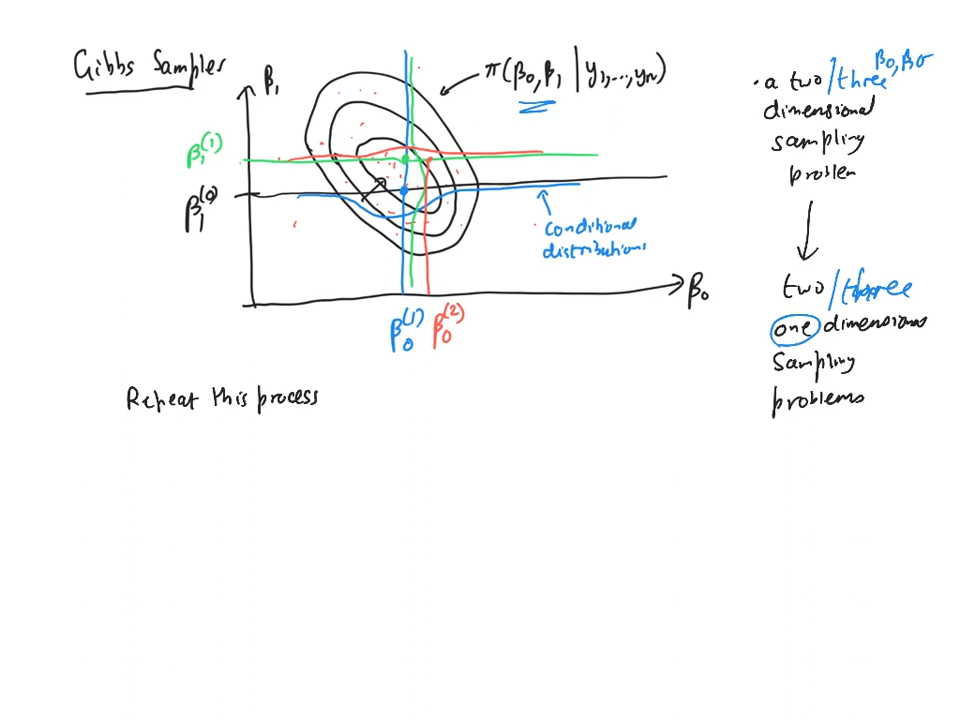 Gibbs Samples
β₁
π(β₀, β₁ | y₁, ..., yₙ)
β₁⁽¹⁾
β₁⁽⁰⁾
conditional
distributions
β₀
β₀⁽¹⁾ β₀⁽²⁾
Repeat this process
· a two/three β₀, β₁ σ
dimensional
sampling
problem
two/three
one dimensional
sampling
problems